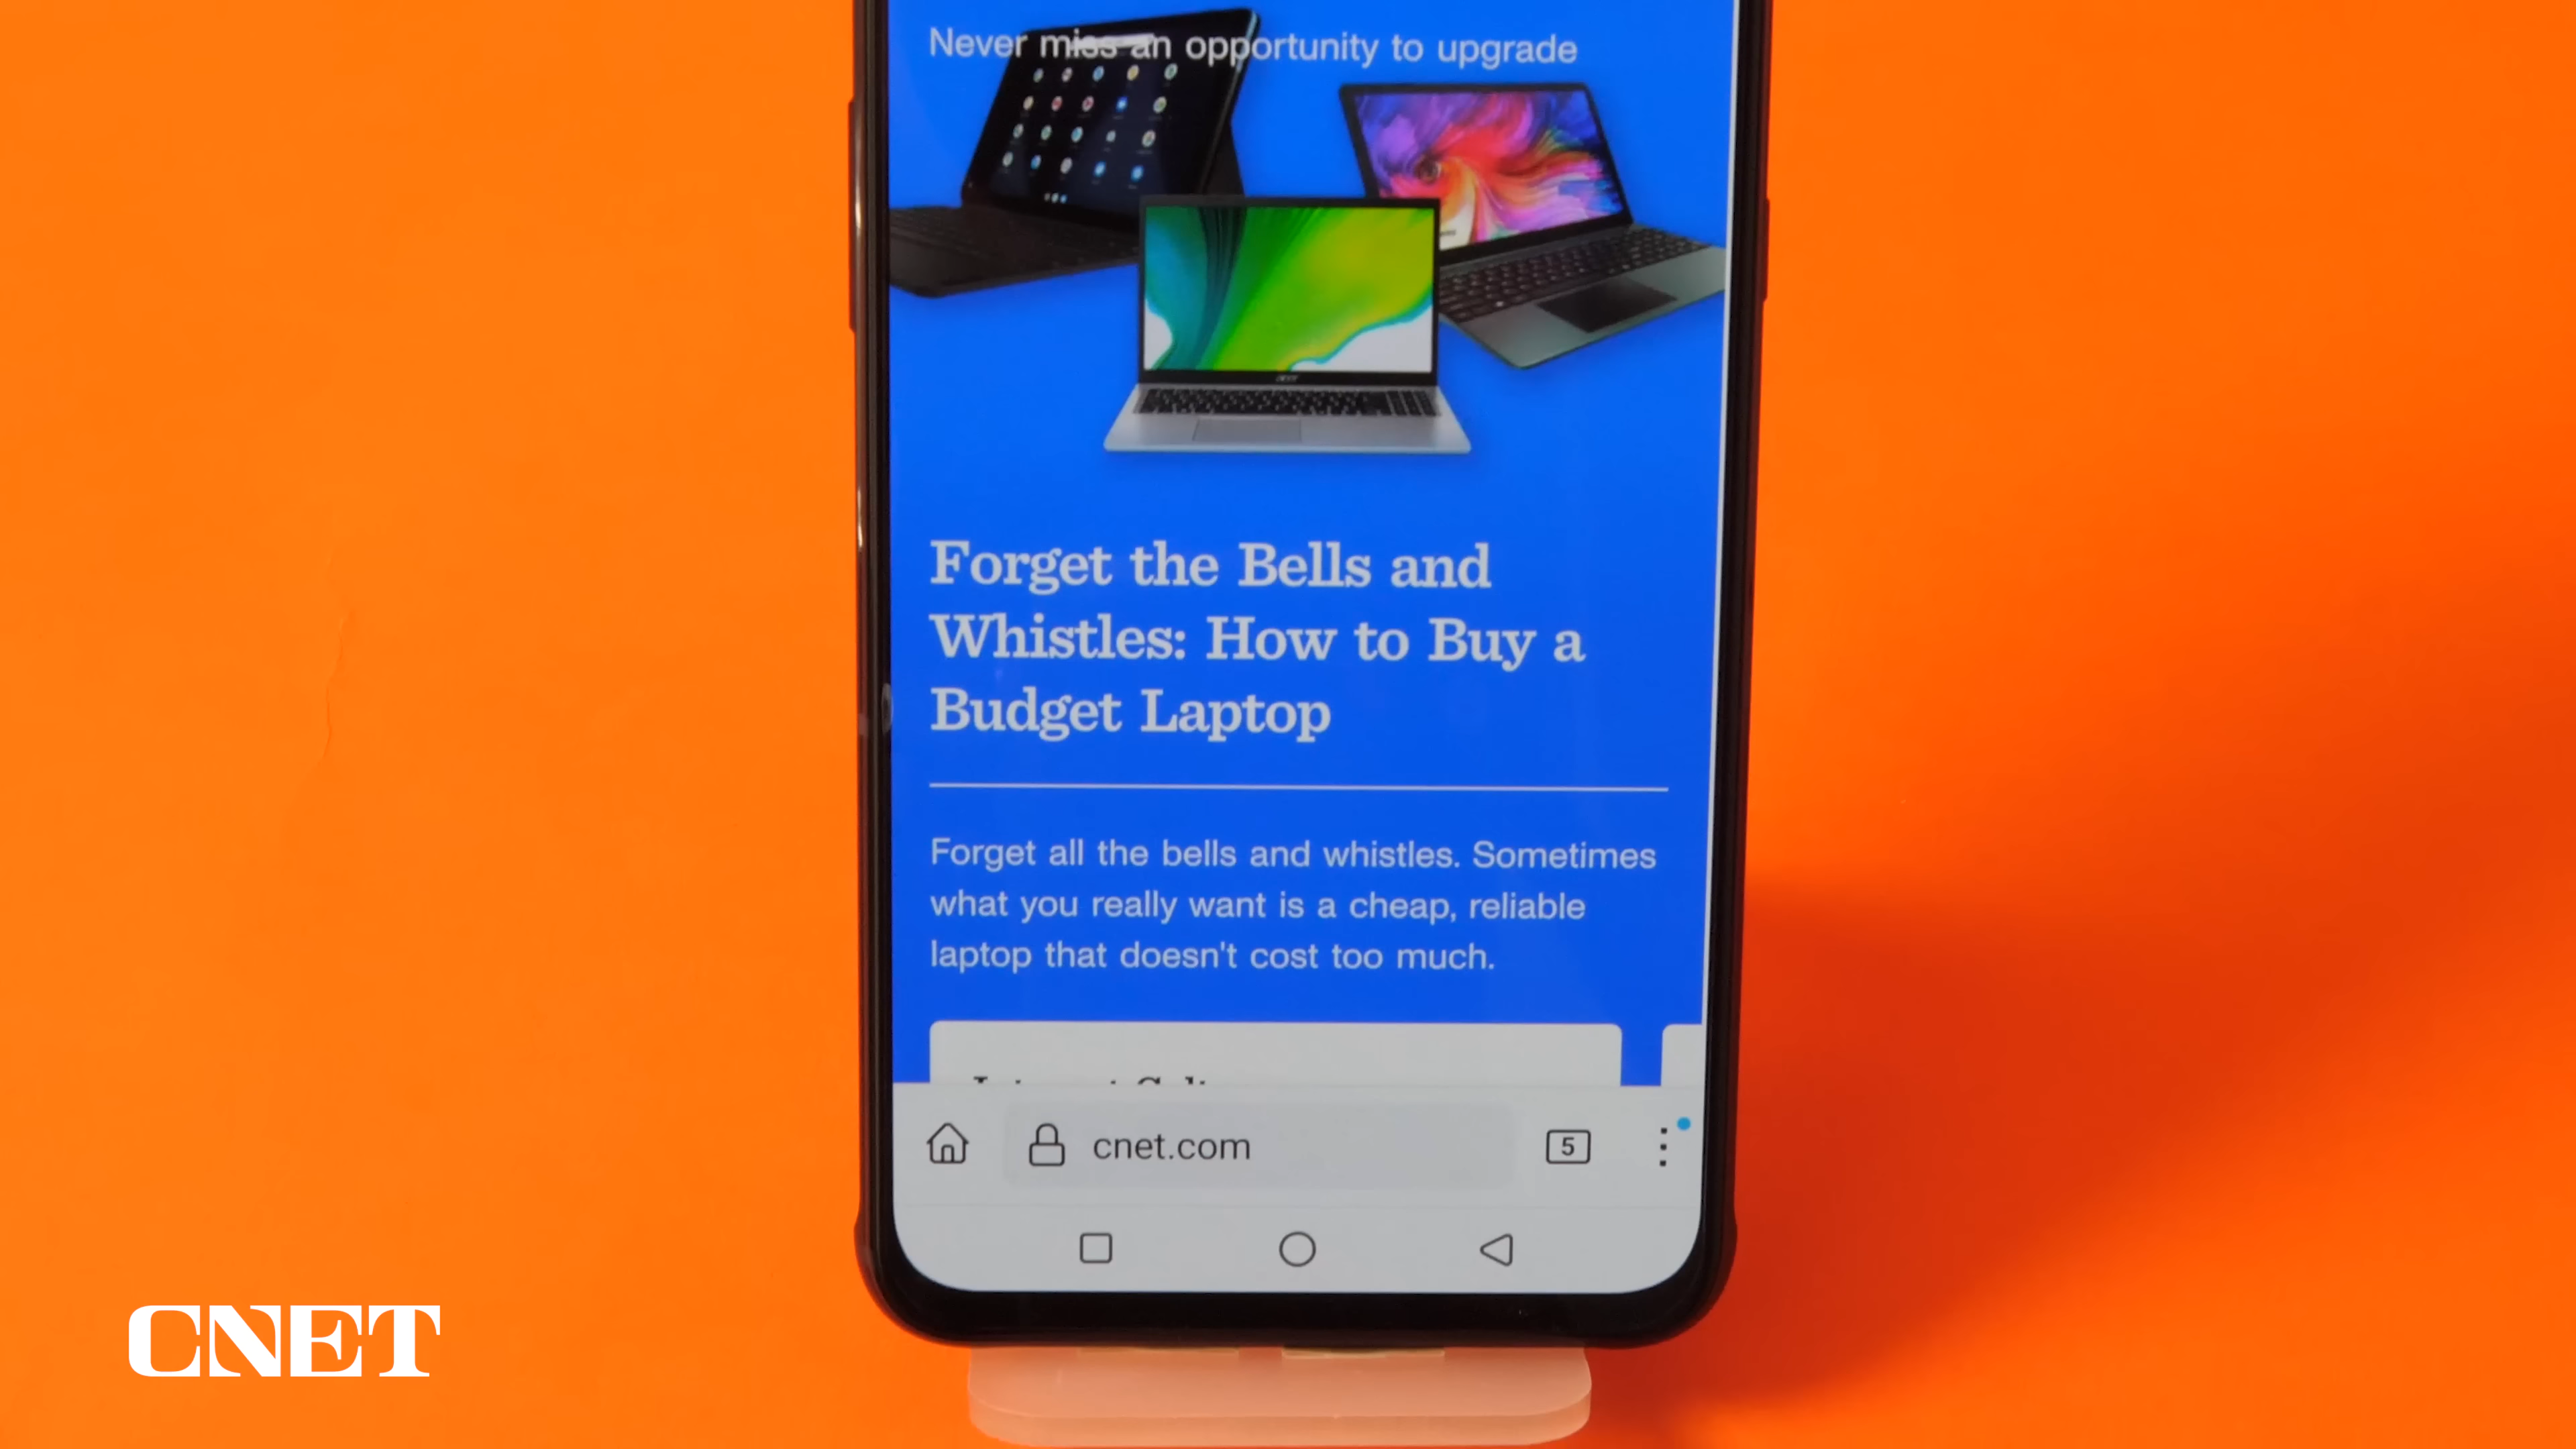 Never miss an opportunity to upgrade
acer
Forget the Bells and
Whistles: How to Buy a
Budget Laptop
Forget all the bells and whistles. Sometimes
what you really want is a cheap, reliable
laptop that doesn't cost too much.
cnet.com
5
CNET